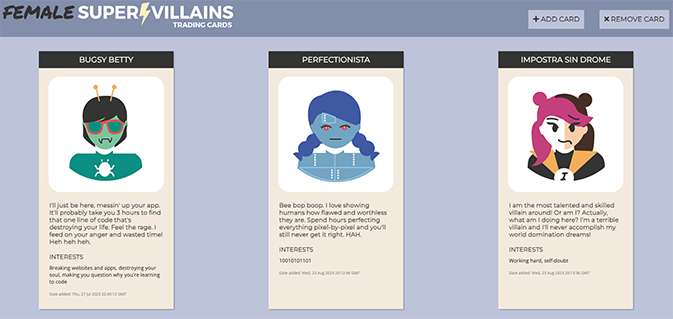 FEMALE SUPER VILLAINS
TRADING CARDS
+ ADD CARD
× REMOVE CARD
BUGSY BETTY
I'll just be here, messin' up your app.
It'll probably take you 3 hours to find
that one line of code that's
destroying your life. Feel the rage. I
feed on your anger and wasted time!
Heh heh heh.
INTERESTS
Breaking websites and apps, destroying your
soul, making you question why you're learning
to code
Date added: Thu, 27 Jul 2023 22:45:12 GMT
PERFECTIONISTA
Bee bop boop. I love showing
humans how flawed and worthless
they are. Spend hours perfecting
everything pixel-by-pixel and you'll
still never get it right. HAH.
INTERESTS
10010101101
Date added: Wed, 23 Aug 2023 20:12:46 GMT
IMPOSTRA SIN DROME
I am the most talented and skilled
villain around! Or am I? Actually,
what am I doing here? I'm a terrible
villain and I'll never accomplish my
world domination dreams!
I
INTERESTS
Working hard, self-doubt
Date added: Wed, 23 Aug 2023 20:13:36 GMT